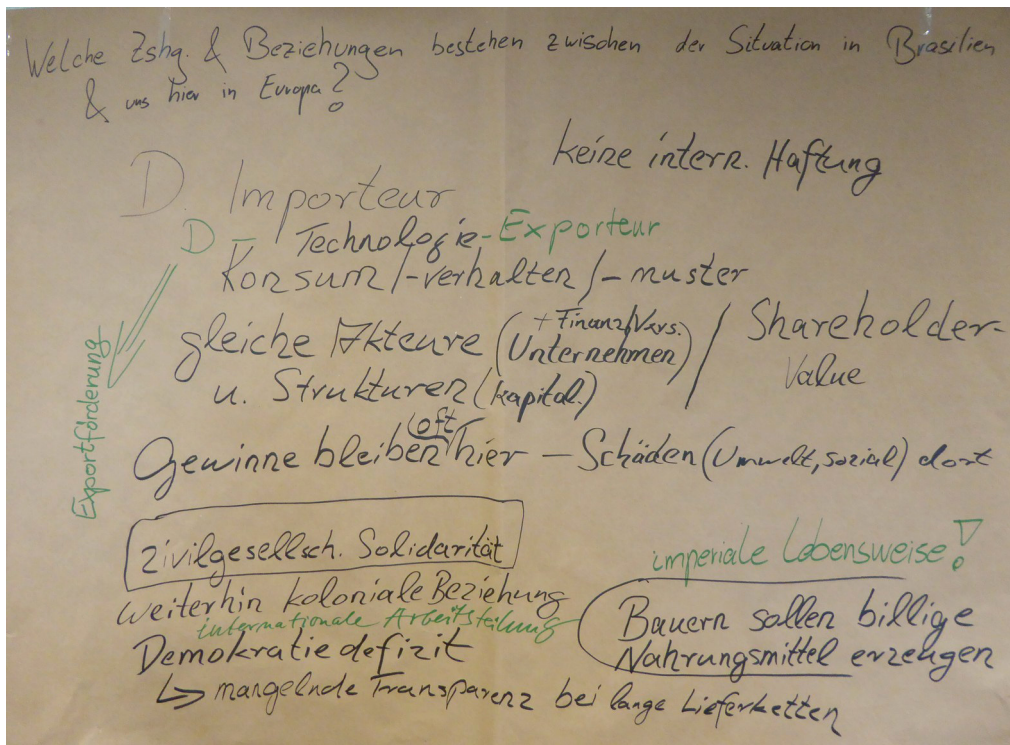 Welche Zshg. & Beziehungen bestehen zwischen der Situation in Brasilien
& uns hier in Europa?
keine intern. Haftung
D. Importeur
D – Technologie-Exporteur
Konsum/-verhalten/-muster
gleiche Akteure (Unternehmen) + Finanz/Vers.
u. Strukturen (kapital.)
/ Shareholder-
Value
Exportförderung
Gewinne bleiben (oft) hier – Schäden (Umwelt, sozial) dort
zivilgesellsch. Solidarität
imperiale Lebensweise!
weiterhin koloniale Beziehung
internationale Arbeitsteilung
Bauern sollen billige
Nahrungsmittel erzeugen
Demokratiedefizit
↳ mangelnde Transparenz bei lange Lieferketten